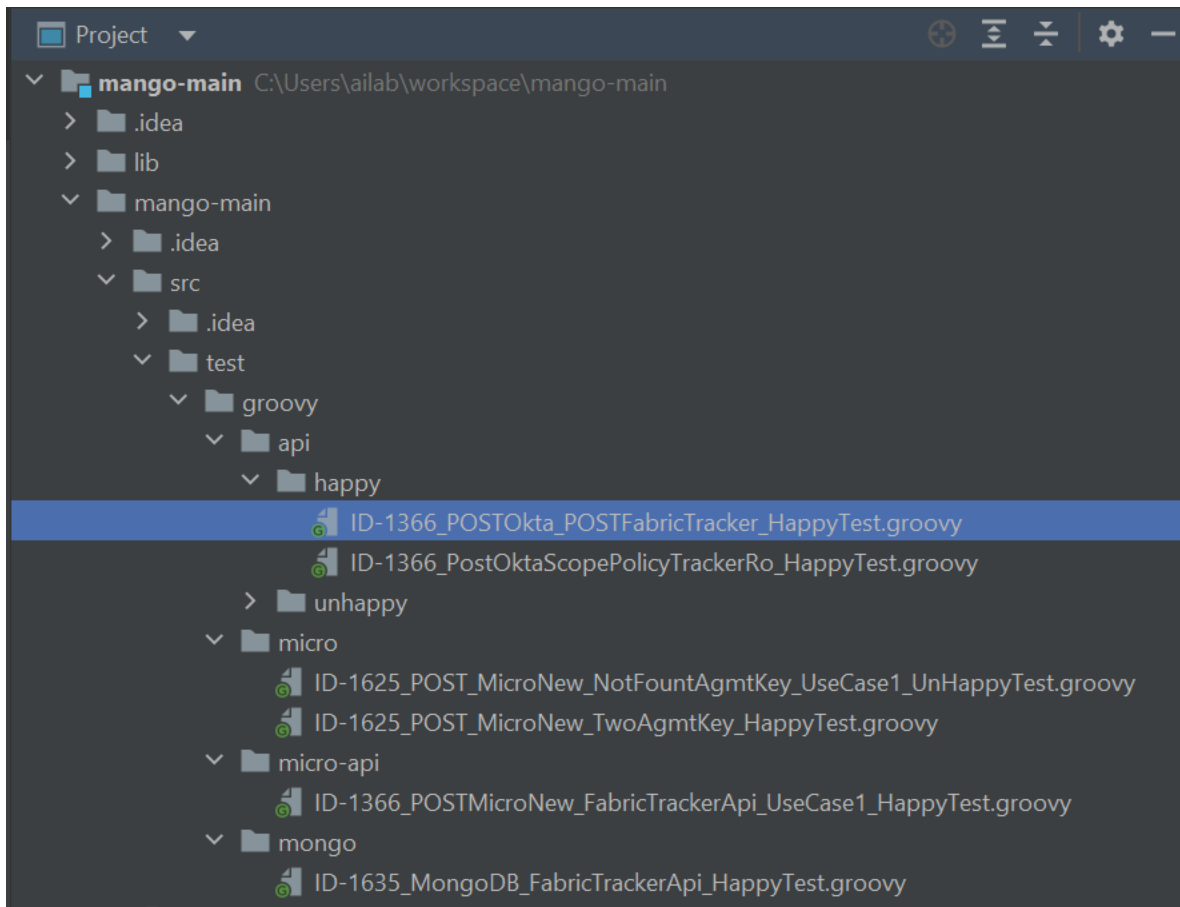 Project
mango-main C:\Users\ailab\workspace\mango-main
.idea
lib
mango-main
.idea
src
.idea
test
groovy
api
happy
ID-1366_POSTOkta_POSTFabricTracker_HappyTest.groovy
ID-1366_PostOktaScopePolicyTrackerRo_HappyTest.groovy
unhappy
micro
ID-1625_POST_MicroNew_NotFountAgmtKey_UseCase1_UnHappyTest.groovy
ID-1625_POST_MicroNew_TwoAgmtKey_HappyTest.groovy
micro-api
ID-1366_POSTMicroNew_FabricTrackerApi_UseCase1_HappyTest.groovy
mongo
ID-1635_MongoDB_FabricTrackerApi_HappyTest.groovy